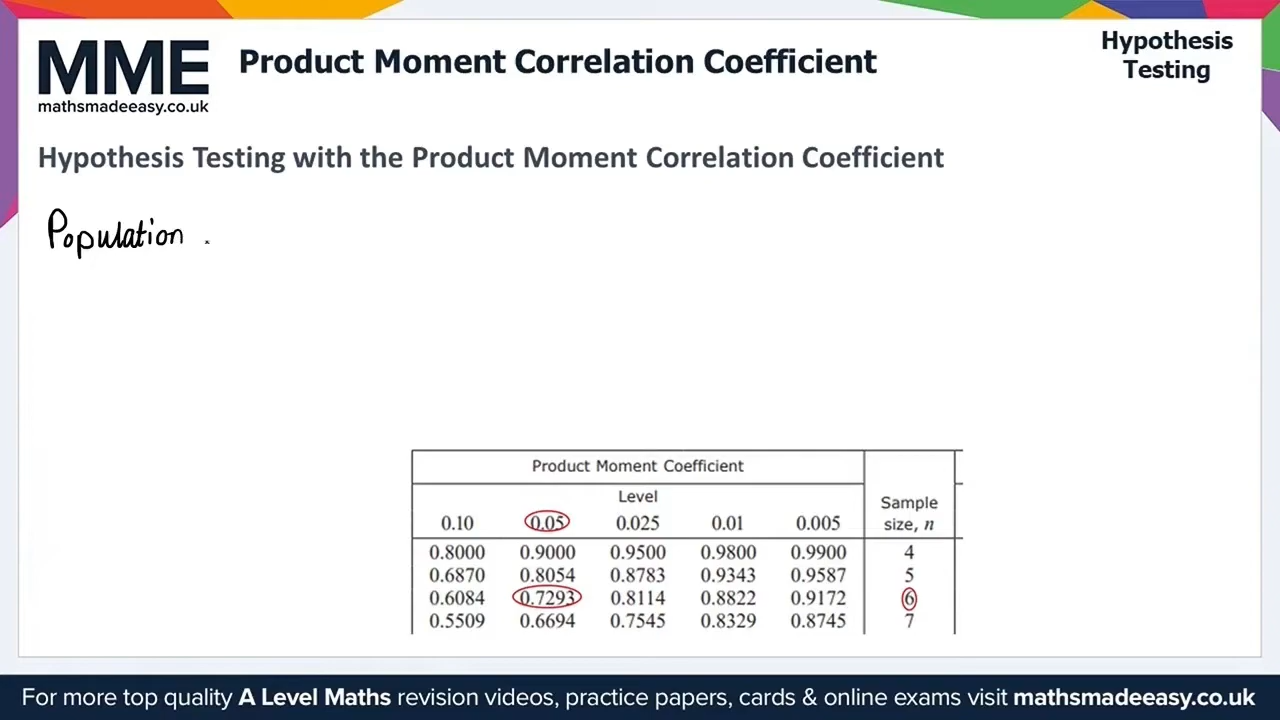 MME
mathsmadeeasy.co.uk
Product Moment Correlation Coefficient
Hypothesis
Testing
Hypothesis Testing with the Product Moment Correlation Coefficient
Population
Product Moment Coefficient
Level
Sample
size, n
0.10 0.05 0.025 0.01 0.005
0.8000 0.9000 0.9500 0.9800 0.9900 4
0.6870 0.8054 0.8783 0.9343 0.9587 5
0.6084 0.7293 0.8114 0.8822 0.9172 6
0.5509 0.6694 0.7545 0.8329 0.8745 7
For more top quality A Level Maths revision videos, practice papers, cards & online exams visit mathsmadeeasy.co.uk